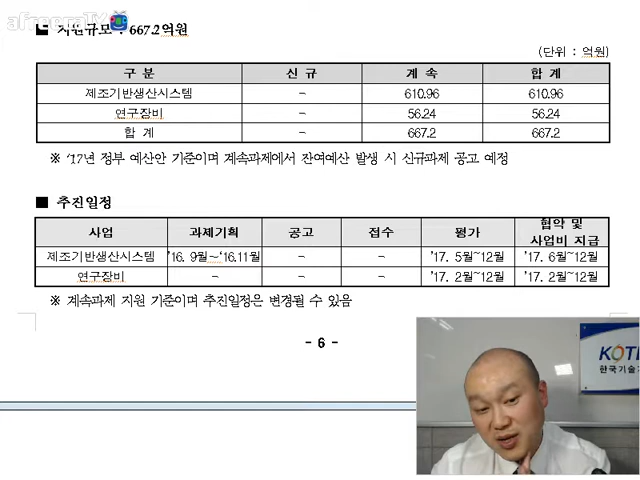 afreecaTV
지원규모 : 667.2억원
(단위 : 억원)
구 분 신 규 계 속 합 계
제조기반생산시스템 - 610.96 610.96
연구장비 - 56.24 56.24
합 계 - 667.2 667.2
※ '17년 정부 예산안 기준이며 계속과제에서 잔여예산 발생 시 신규과제 공고 예정
■ 추진일정
사업 과제기획 공고 접수 평가 협약 및 사업비 지급
제조기반생산시스템 '16. 9월~'16.11월 - - '17. 5월~12월 '17. 6월~12월
연구장비 - - - '17. 2월~12월 '17. 2월~12월
※ 계속과제 지원 기준이며 추진일정은 변경될 수 있음
- 6 -
한국기술